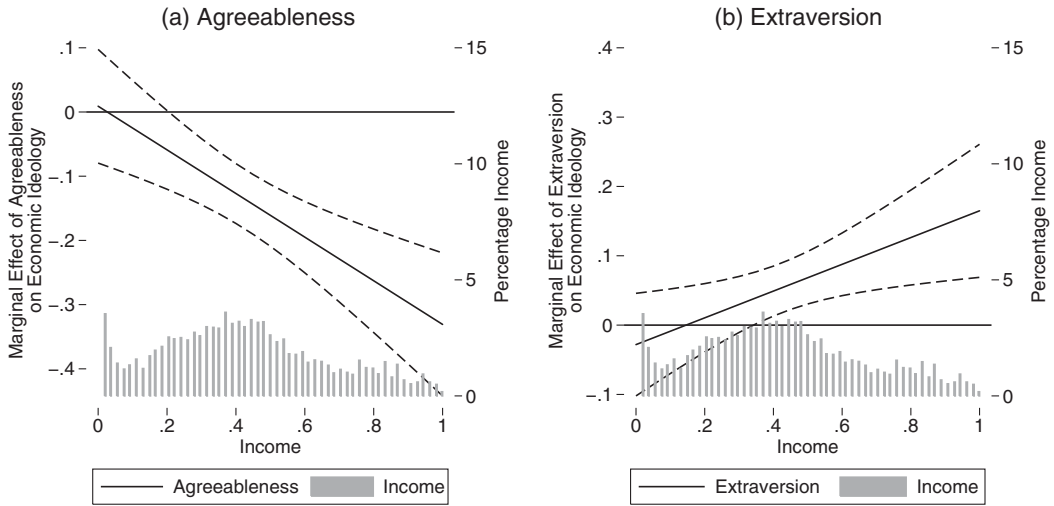 (a) Agreeableness
Marginal Effect of Agreeableness
on Economic Ideology
.1
0
-.1
-.2
-.3
-.4
15
10
5
0
Percentage Income
0 .2 .4 .6 .8 1
Income
Agreeableness Income
(b) Extraversion
Marginal Effect of Extraversion
on Economic Ideology
.4
.3
.2
.1
0
-.1
15
10
5
0
Percentage Income
0 .2 .4 .6 .8 1
Income
Extraversion Income